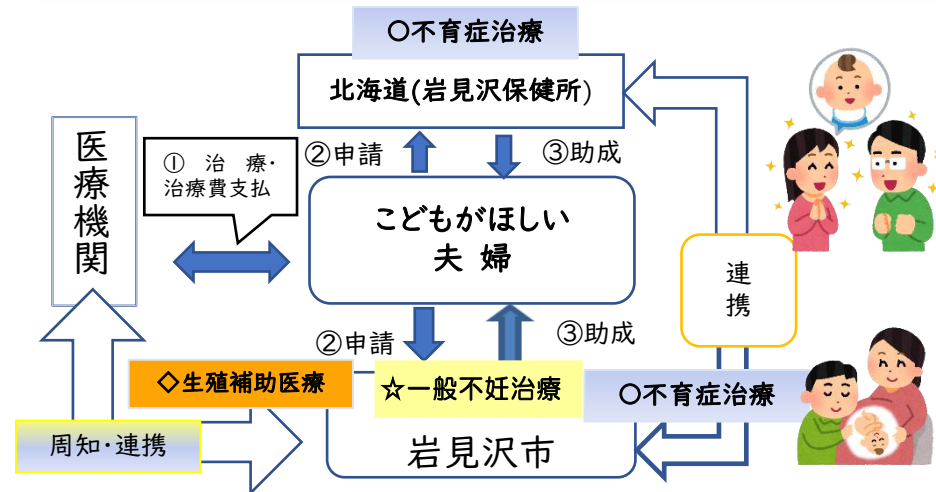 〇不育症治療
北海道(岩見沢保健所)
医療機関
① 治 療・
治療費支払
②申請
③助成
こどもがほしい
夫 婦
連携
②申請
③助成
◇生殖補助医療
☆一般不妊治療
〇不育症治療
周知・連携
岩見沢市